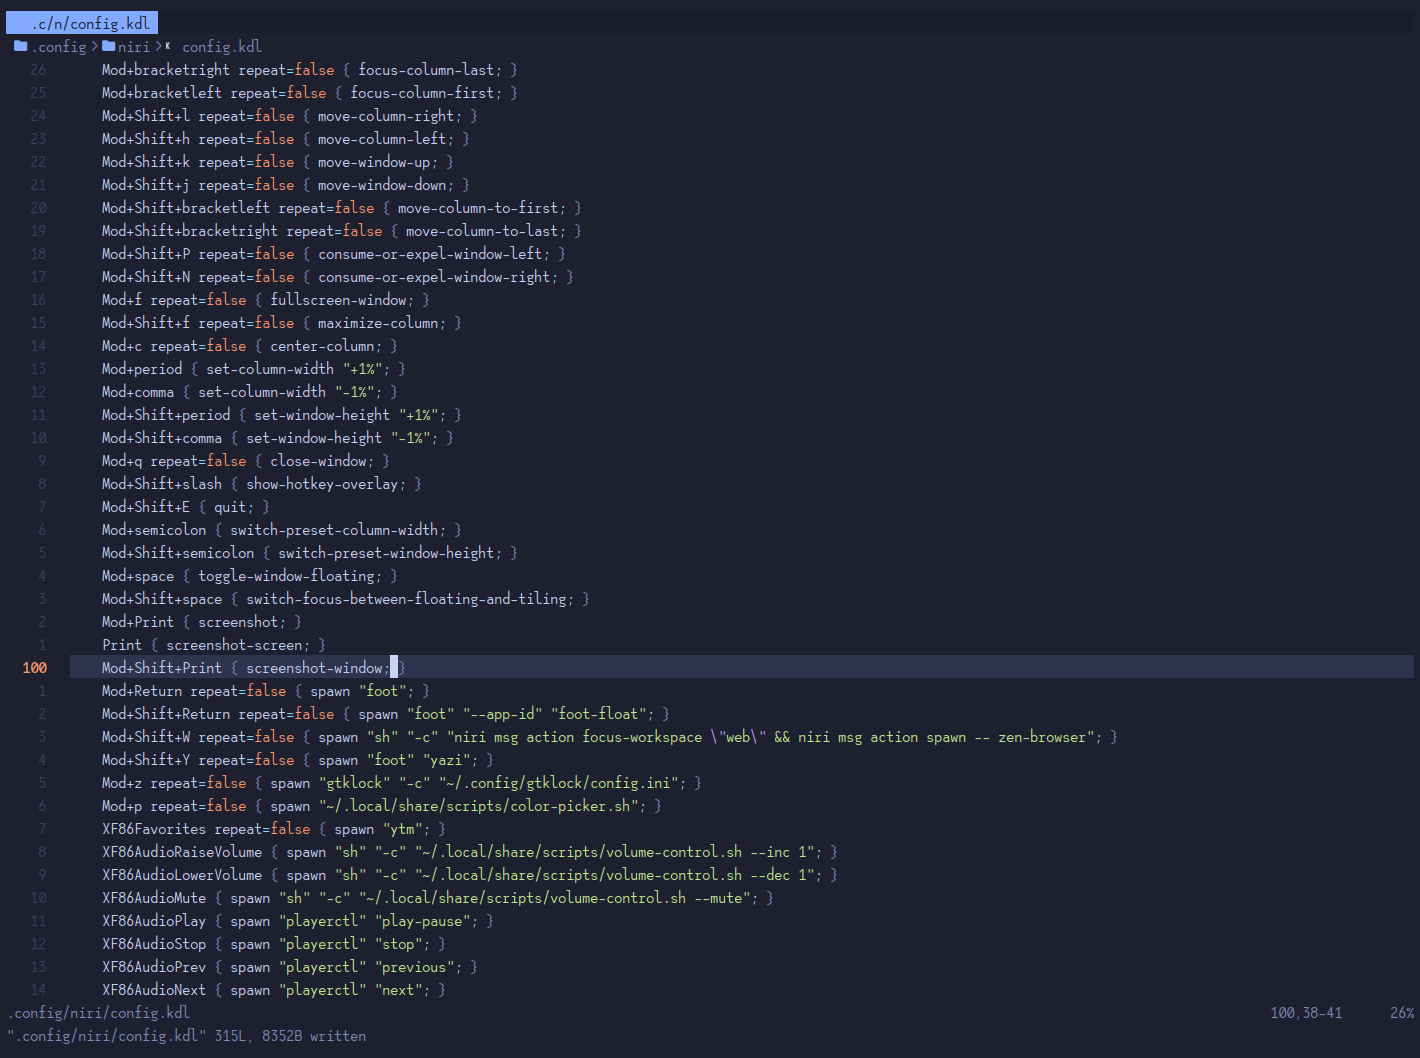 .c/n/config.kdl
.config > niri > K config.kdl
26 Mod+bracketright repeat=false { focus-column-last; }
25 Mod+bracketleft repeat=false { focus-column-first; }
24 Mod+Shift+l repeat=false { move-column-right; }
23 Mod+Shift+h repeat=false { move-column-left; }
22 Mod+Shift+k repeat=false { move-window-up; }
21 Mod+Shift+j repeat=false { move-window-down; }
20 Mod+Shift+bracketleft repeat=false { move-column-to-first; }
19 Mod+Shift+bracketright repeat=false { move-column-to-last; }
18 Mod+Shift+P repeat=false { consume-or-expel-window-left; }
17 Mod+Shift+N repeat=false { consume-or-expel-window-right; }
16 Mod+f repeat=false { fullscreen-window; }
15 Mod+Shift+f repeat=false { maximize-column; }
14 Mod+c repeat=false { center-column; }
13 Mod+period { set-column-width "+1%"; }
12 Mod+comma { set-column-width "-1%"; }
11 Mod+Shift+period { set-window-height "+1%"; }
10 Mod+Shift+comma { set-window-height "-1%"; }
9 Mod+q repeat=false { close-window; }
8 Mod+Shift+slash { show-hotkey-overlay; }
7 Mod+Shift+E { quit; }
6 Mod+semicolon { switch-preset-column-width; }
5 Mod+Shift+semicolon { switch-preset-window-height; }
4 Mod+space { toggle-window-floating; }
3 Mod+Shift+space { switch-focus-between-floating-and-tiling; }
2 Mod+Print { screenshot; }
1 Print { screenshot-screen; }
100 Mod+Shift+Print { screenshot-window; }
1 Mod+Return repeat=false { spawn "foot"; }
2 Mod+Shift+Return repeat=false { spawn "foot" "--app-id" "foot-float"; }
3 Mod+Shift+W repeat=false { spawn "sh" "-c" "niri msg action focus-workspace \"web\" && niri msg action spawn -- zen-browser"; }
4 Mod+Shift+Y repeat=false { spawn "foot" "yazi"; }
5 Mod+z repeat=false { spawn "gtklock" "-c" "~/.config/gtklock/config.ini"; }
6 Mod+p repeat=false { spawn "~/.local/share/scripts/color-picker.sh"; }
7 XF86Favorites repeat=false { spawn "ytm"; }
8 XF86AudioRaiseVolume { spawn "sh" "-c" "~/.local/share/scripts/volume-control.sh --inc 1"; }
9 XF86AudioLowerVolume { spawn "sh" "-c" "~/.local/share/scripts/volume-control.sh --dec 1"; }
10 XF86AudioMute { spawn "sh" "-c" "~/.local/share/scripts/volume-control.sh --mute"; }
11 XF86AudioPlay { spawn "playerctl" "play-pause"; }
12 XF86AudioStop { spawn "playerctl" "stop"; }
13 XF86AudioPrev { spawn "playerctl" "previous"; }
14 XF86AudioNext { spawn "playerctl" "next"; }
.config/niri/config.kdl 100,38-41 26%
".config/niri/config.kdl" 315L, 8352B written